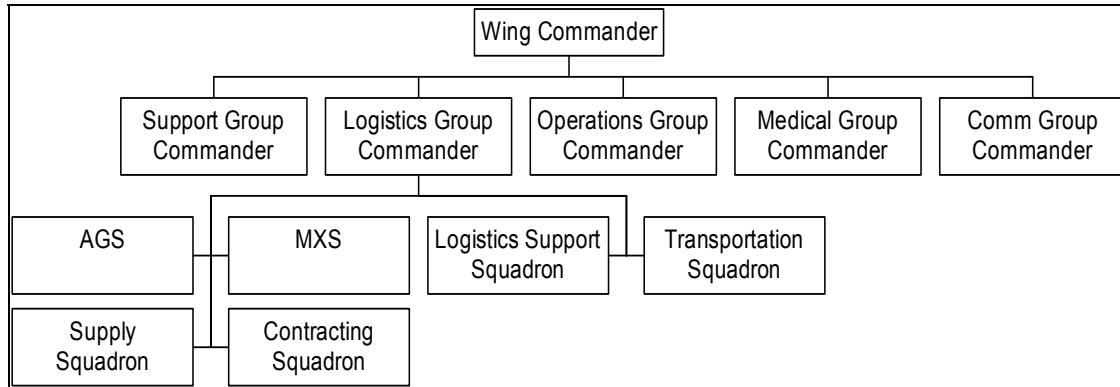 Wing Commander
Support Group
Commander
Logistics Group
Commander
Operations Group
Commander
Medical Group
Commander
Comm Group
Commander
AGS
MXS
Logistics Support
Squadron
Transportation
Squadron
Supply
Squadron
Contracting
Squadron